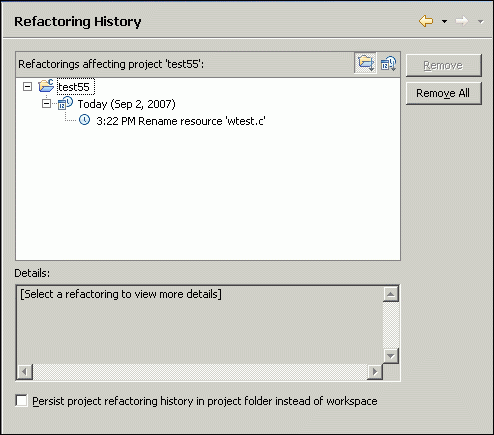 Refactoring History
Refactorings affecting project 'test55':
Remove
Remove All
test55
Today (Sep 2, 2007)
3:22 PM Rename resource 'wtest.c'
Details:
[Select a refactoring to view more details]
Persist project refactoring history in project folder instead of workspace